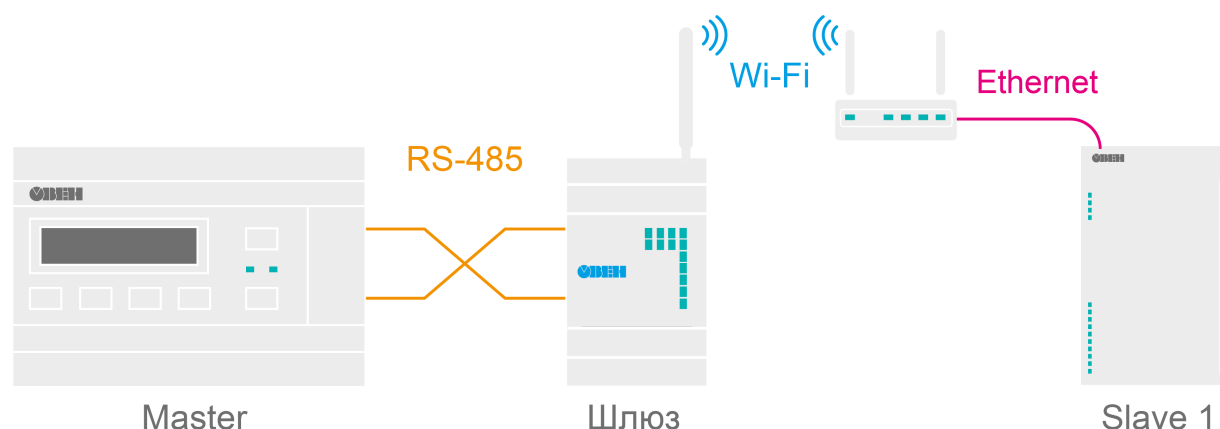 Wi-Fi
Ethernet
RS-485
ОВЕН
ОВЕН
ОВЕН
Master
Шлюз
Slave 1